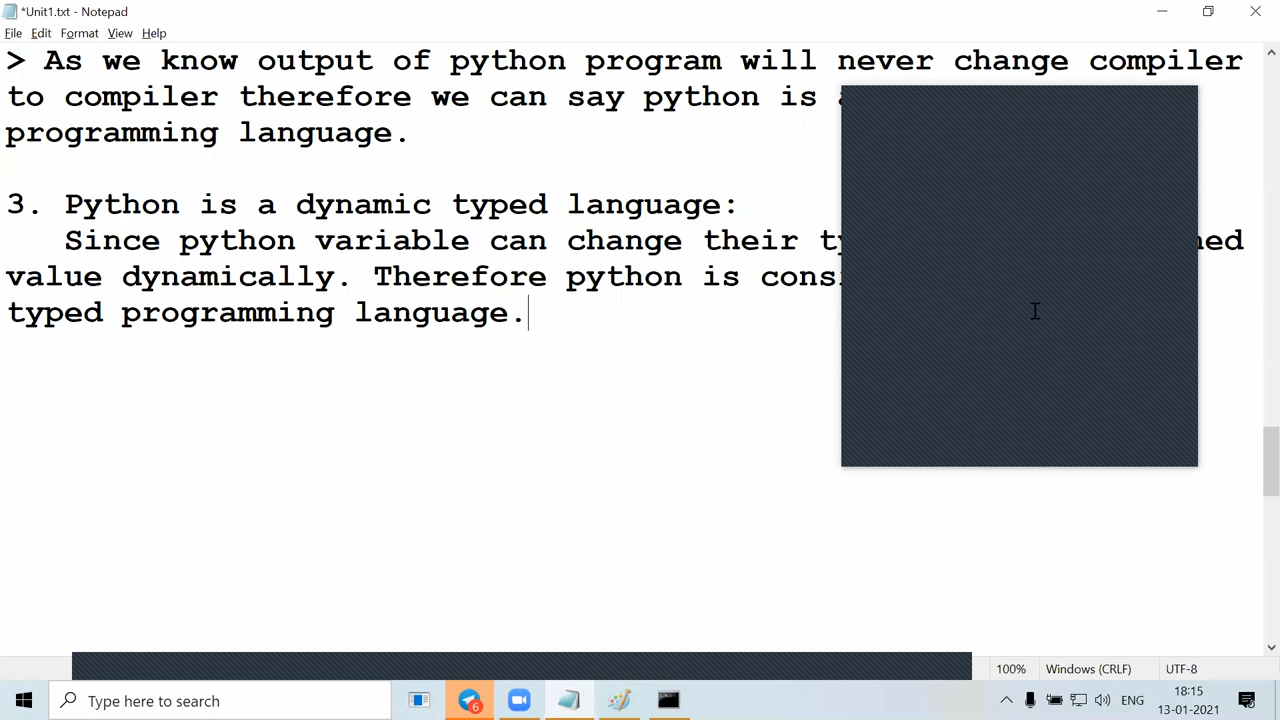 *Unit1.txt - Notepad
File Edit Format View Help
> As we know output of python program will never change compiler
to compiler therefore we can say python is
programming language.
3. Python is a dynamic typed language:
Since python variable can change their
value dynamically. Therefore python is
typed programming language.
100% Windows (CRLF) UTF-8
Type here to search
6
ENG
18:15
13-01-2021